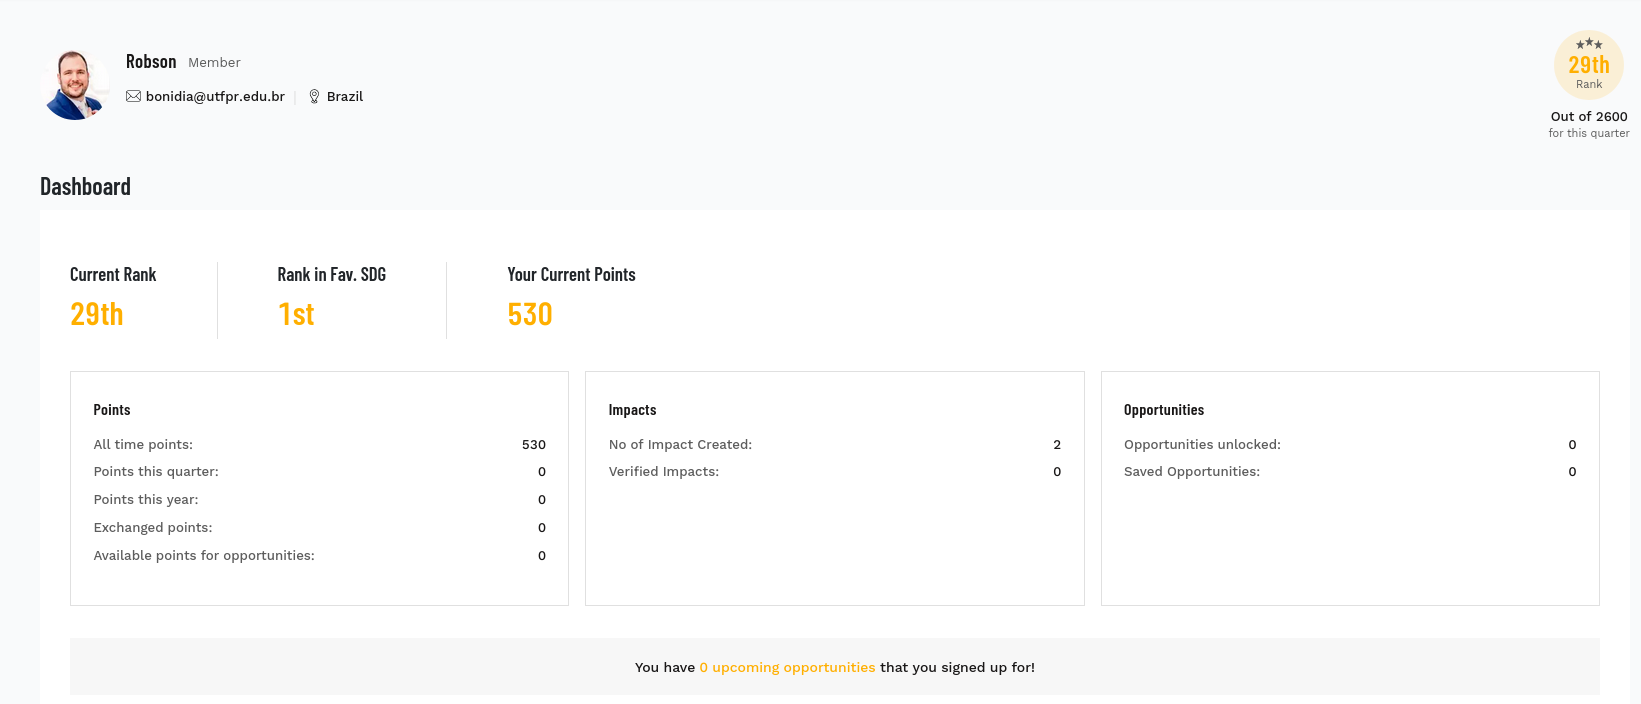 Robson Member
bonidia@utfpr.edu.br | Brazil
29th
Rank
Out of 2600
for this quarter
Dashboard
Current Rank
29th
Rank in Fav. SDG
1st
Your Current Points
530
Points
All time points: 530
Points this quarter: 0
Points this year: 0
Exchanged points: 0
Available points for opportunities: 0
Impacts
No of Impact Created: 2
Verified Impacts: 0
Opportunities
Opportunities unlocked: 0
Saved Opportunities: 0
You have 0 upcoming opportunities that you signed up for!